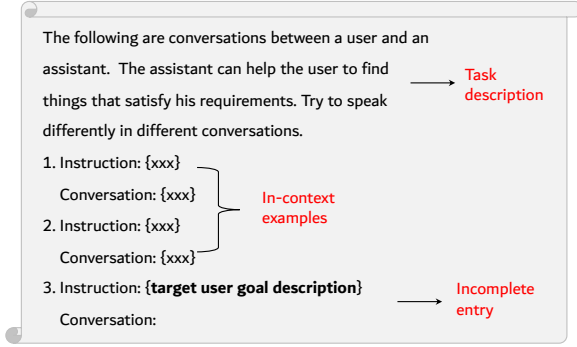 The following are conversations between a user and an
assistant.  The assistant can help the user to find
things that satisfy his requirements. Try to speak
differently in different conversations.
Task
description
1. Instruction: {xxx}
Conversation: {xxx}
2. Instruction: {xxx}
Conversation: {xxx}
In-context
examples
3. Instruction: {target user goal description}
Conversation:
Incomplete
entry